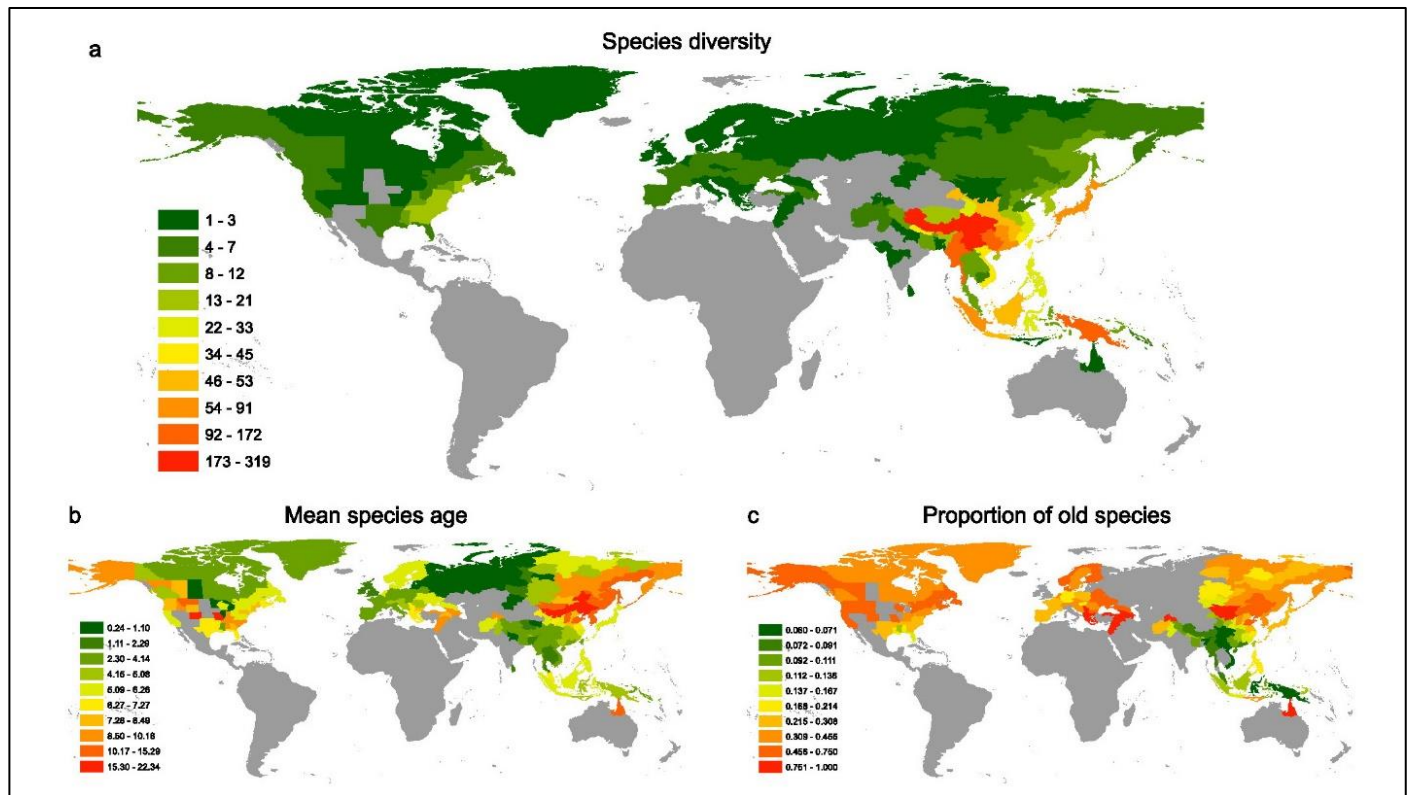 a
Species diversity
1 - 3
4 - 7
8 - 12
13 - 21
22 - 33
34 - 45
46 - 53
54 - 91
92 - 172
173 - 319
b
Mean species age
0.24 - 1.10
1.11 - 2.29
2.30 - 4.14
4.15 - 5.08
5.09 - 6.26
6.27 - 7.27
7.28 - 8.49
8.50 - 10.16
10.17 - 15.29
15.30 - 22.34
c
Proportion of old species
0.060 - 0.071
0.072 - 0.091
0.092 - 0.111
0.112 - 0.136
0.137 - 0.167
0.168 - 0.214
0.215 - 0.308
0.309 - 0.455
0.456 - 0.750
0.751 - 1.000